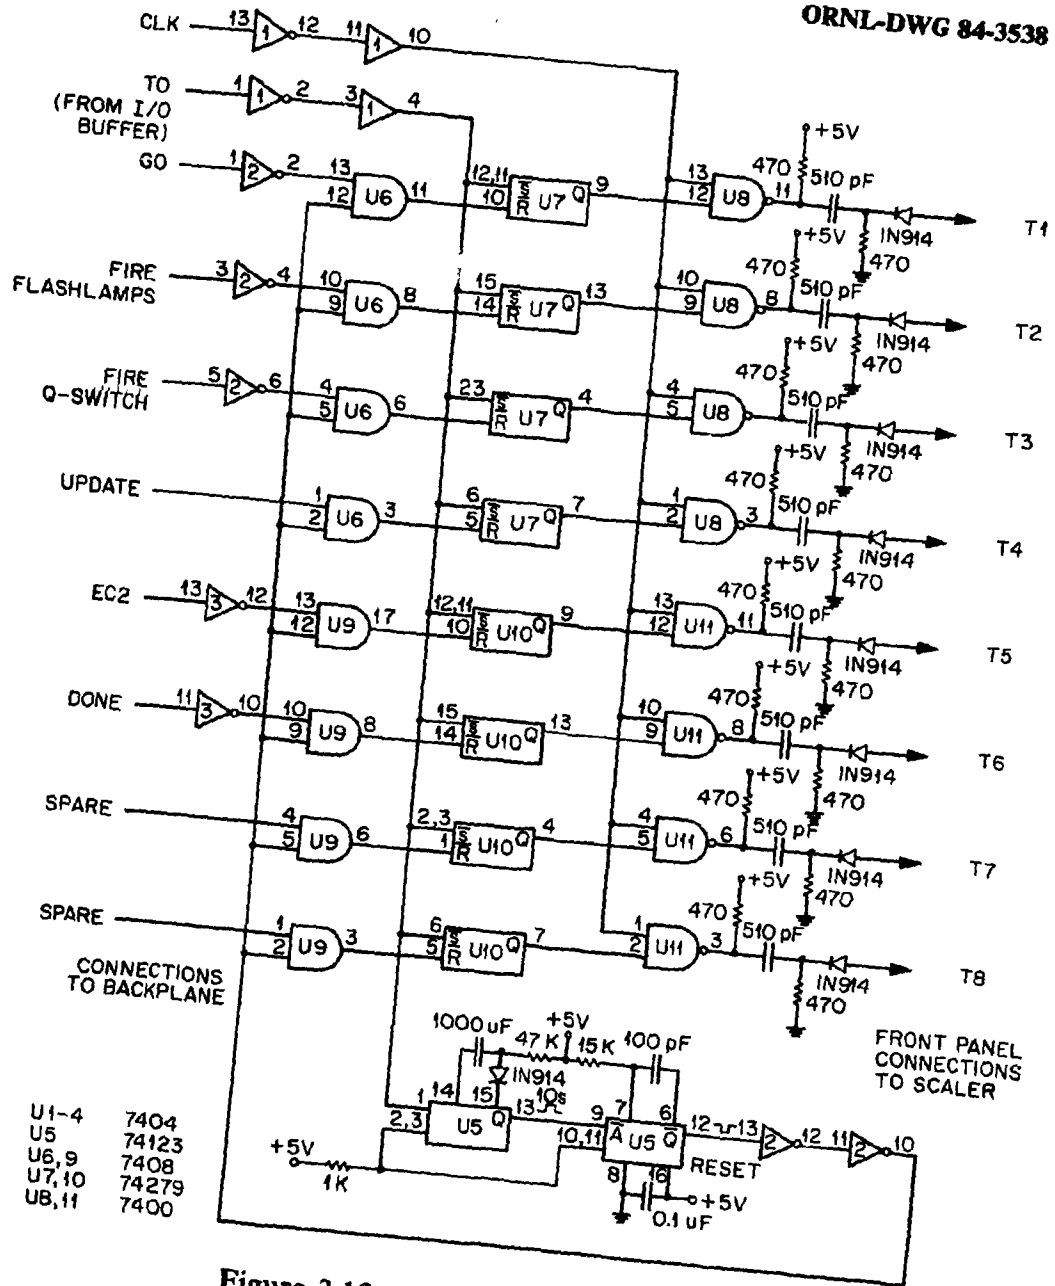 ORNL-DWG 84-3538
CLK 13 1 12 11 1 10
TO
(FROM I/O
BUFFER)
1 1 2 3 1 4
GO 1 2 2 13 12 U6 11 12,11 10 S R U7 Q 9 13 12 U8 11 +5V 470 510 pF IN914 470 T1
FIRE
FLASHLAMPS
3 2 4 10 9 U6 8 15 14 S R U7 Q 13 10 9 U8 8 +5V 470 510 pF IN914 470 T2
FIRE
Q-SWITCH
5 2 6 4 5 U6 6 23 S R U7 Q 4 4 5 U8 +5V 470 510 pF IN914 470 T3
UPDATE 1 2 U6 3 6 5 S R U7 Q 7 1 2 U8 3 +5V 470 510 pF IN914 470 T4
EC2 13 3 12 13 12 U9 17 12,11 10 S R U10 Q 9 13 12 U11 11 +5V 470 510 pF IN914 470 T5
DONE 11 3 10 10 9 U9 8 15 14 S R U10 Q 13 10 9 U11 8 +5V 470 510 pF IN914 470 T6
SPARE 4 5 U9 6 2,3 1 S R U10 Q 4 4 5 U11 6 +5V 470 510 pF IN914 470 T7
SPARE 1 2 U9 3 6 5 S R U10 Q 7 1 2 U11 3 +5V 470 510 pF IN914 470 T8
CONNECTIONS
TO BACKPLANE
FRONT PANEL
CONNECTIONS
TO SCALER
1000 uF 47 K +5V 15 K 100 pF
IN914
1 14 15 2,3 U5 Q 13 10s 9 7 6 10,11 A U5 Q 12 13 2 12 11 2 10
RESET
8 16
+5V
1K
+5V
0.1 uF
U1-4 7404
U5 74123
U6,9 7408
U7,10 74279
U8,11 7400